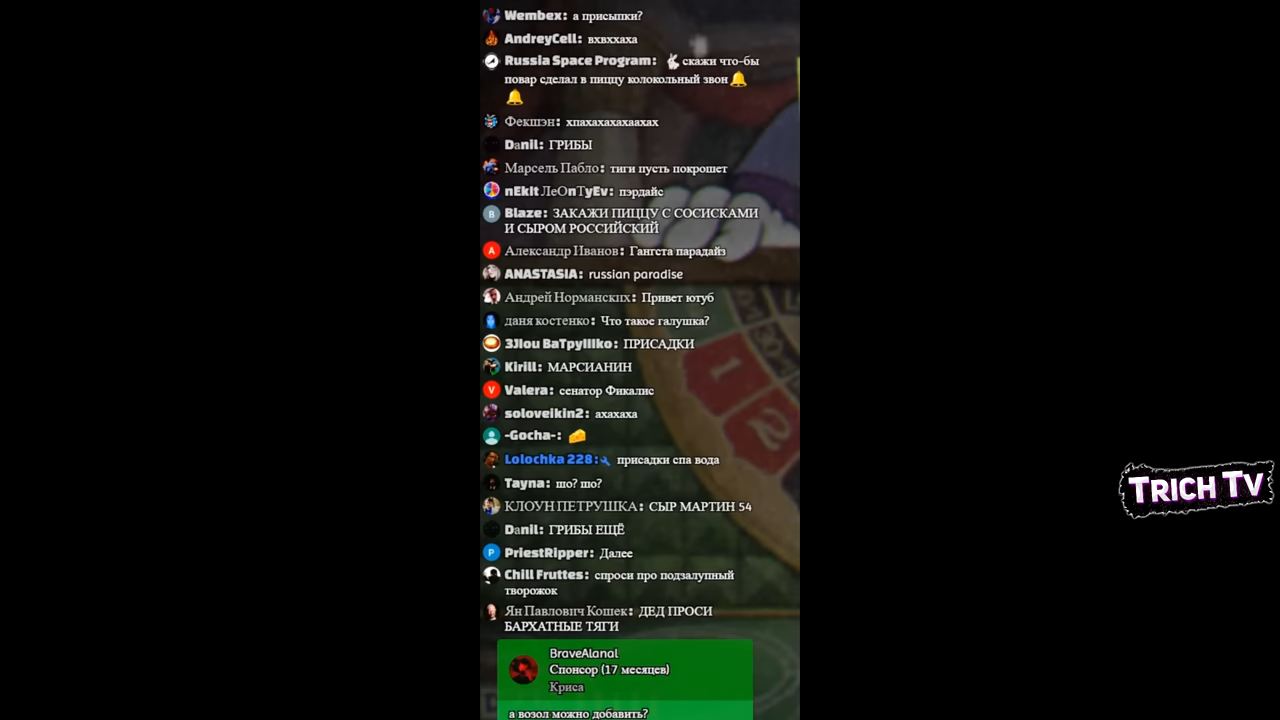 Wembex: а присыпки?
AndreyCell: вхвххаха
Russia Space Program: 🐇скажи что-бы
повар сделал в пиццу колокольный звон🔔
🔔
Фекшэн: хпахахахахаахах
Danil: ГРИБЫ
Марсель Пабло: тиги пусть покрошет
nEkIt ЛеОnТyEv: пэрдайс
B Blaze: ЗАКАЖИ ПИЦЦУ С СОСИСКАМИ
И СЫРОМ РОССИЙСКИЙ
A Александр Иванов: Гангста парадайз
ANASTASIA: russian paradise
Андрей Норманских: Привет ютуб
даня костенко: Что такое галушка?
3JIou BaTpyIIIko: ПРИСАДКИ
Kirill: МАРСИАНИН
V Valera: сенатор Фикалис
soloveikin2: ахахаха
-Gocha-: 🧀
Lolochka 228:🔧 присадки спа вода
Tayna: шо? шо?
КЛОУН ПЕТРУШКА: СЫР МАРТИН 54
Danil: ГРИБЫ ЕЩЁ
P PriestRipper: Далее
Chill Fruttes: спроси про подзалупный
творожок
Ян Павлович Кошек: ДЕД ПРОСИ
БАРХАТНЫЕ ТЯГИ
BraveAlanal
Спонсор (17 месяцев)
Криса
а возол можно добавить?
1
2
TRICH TV